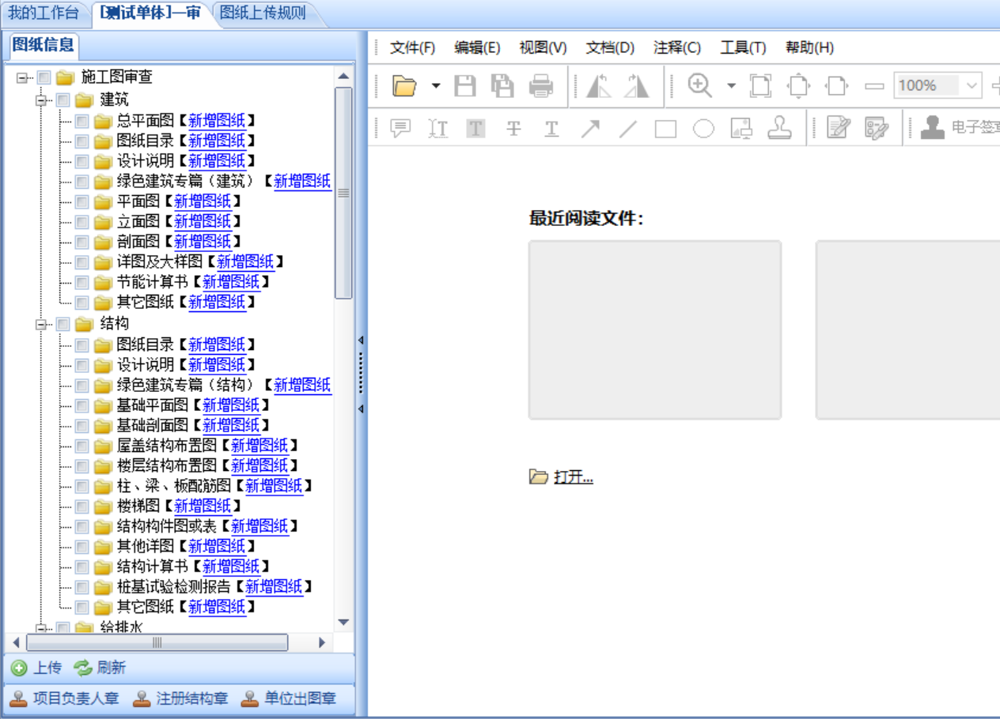 我的工作台 [测试单体]一审 图纸上传规则
图纸信息
施工图审查
建筑
总平面图【新增图纸】
图纸目录【新增图纸】
设计说明【新增图纸】
绿色建筑专篇（建筑）【新增图纸
平面图【新增图纸】
立面图【新增图纸】
剖面图【新增图纸】
详图及大样图【新增图纸】
节能计算书【新增图纸】
其它图纸【新增图纸】
结构
图纸目录【新增图纸】
设计说明【新增图纸】
绿色建筑专篇（结构）【新增图纸
基础平面图【新增图纸】
基础剖面图【新增图纸】
屋盖结构布置图【新增图纸】
楼层结构布置图【新增图纸】
柱、梁、板配筋图【新增图纸】
楼梯图【新增图纸】
结构构件图或表【新增图纸】
其他详图【新增图纸】
结构计算书【新增图纸】
桩基试验检测报告【新增图纸】
其它图纸【新增图纸】
给排水
上传 刷新
项目负责人章 注册结构章 单位出图章
文件(F) 编辑(E) 视图(V) 文档(D) 注释(C) 工具(T) 帮助(H)
100%
电子签章
最近阅读文件：
打开...